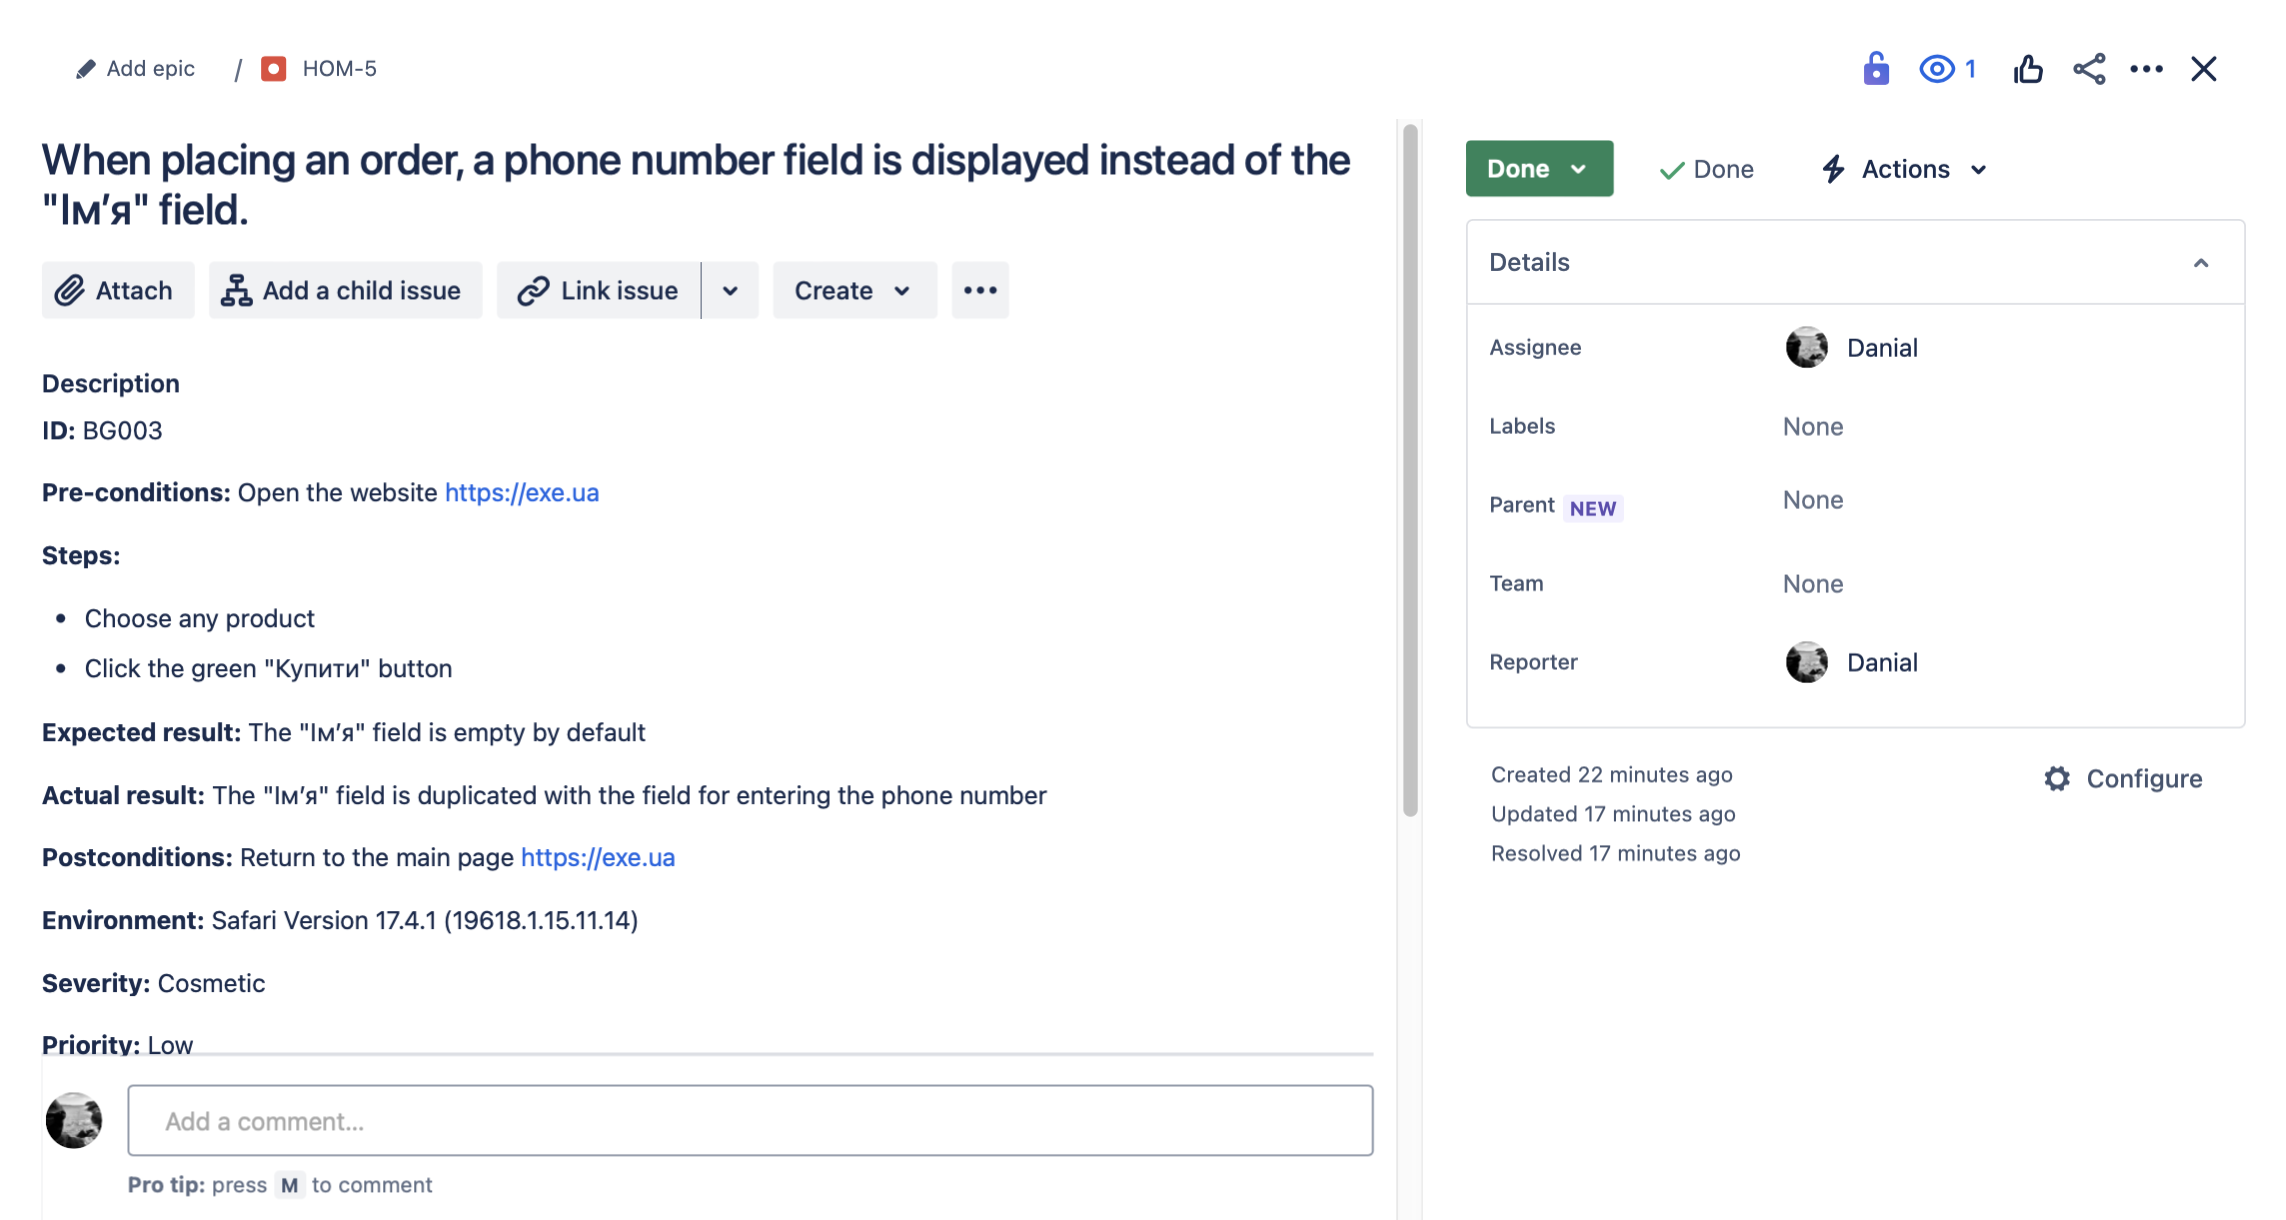 Add epic / HOM-5
1
When placing an order, a phone number field is displayed instead of the
"Ім’я" field.
Attach
Add a child issue
Link issue
Create
Description
ID: BG003
Pre-conditions: Open the website https://exe.ua
Steps:
• Choose any product
• Click the green "Купити" button
Expected result: The "Ім’я" field is empty by default
Actual result: The "Ім’я" field is duplicated with the field for entering the phone number
Postconditions: Return to the main page https://exe.ua
Environment: Safari Version 17.4.1 (19618.1.15.11.14)
Severity: Cosmetic
Priority: Low
Add a comment...
Pro tip: press M to comment
Done
Done
Actions
Details
Assignee Danial
Labels None
Parent NEW None
Team None
Reporter Danial
Created 22 minutes ago
Configure
Updated 17 minutes ago
Resolved 17 minutes ago